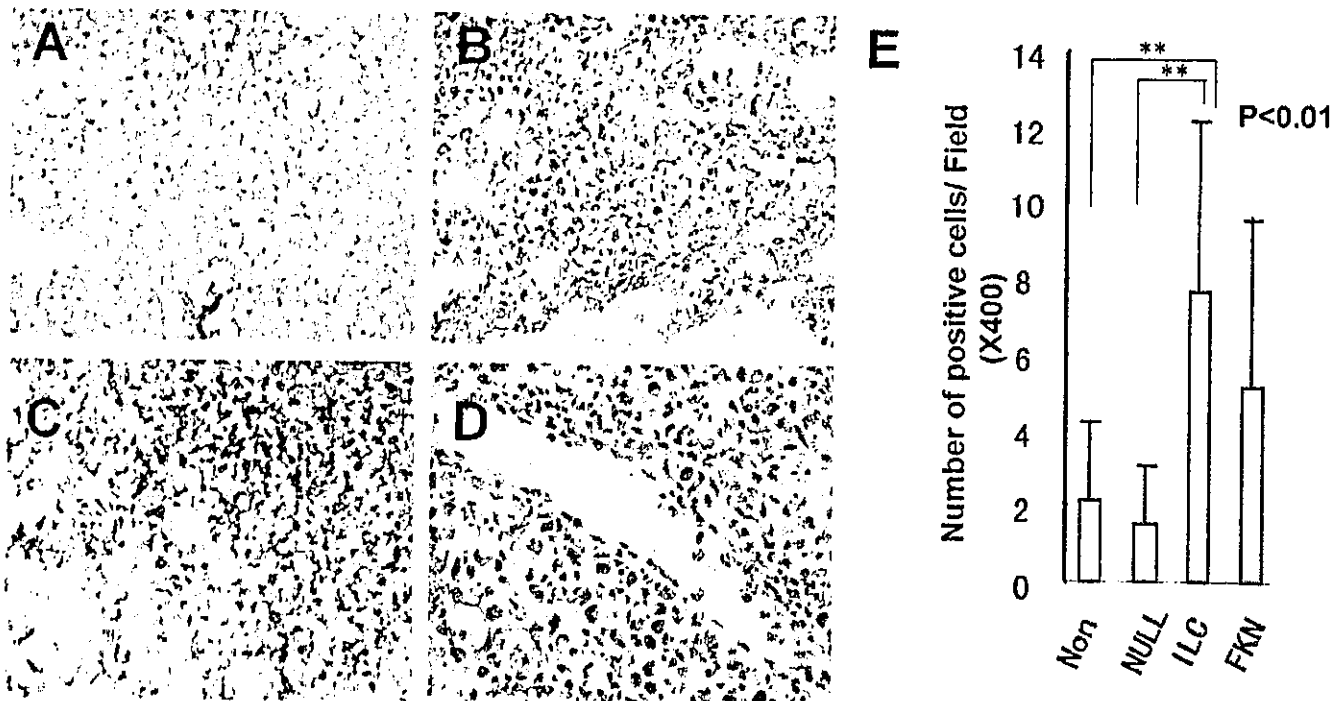 A
B
C
D
E
Number of positive cells/ Field
(X400)
14
12
10
8
6
4
2
0
**
**
P<0.01
Non
NULL
ILC
FKN